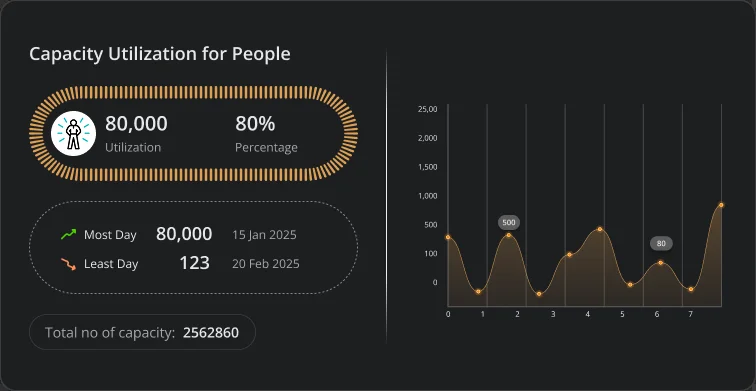 Capacity Utilization for People
80,000
Utilization
80%
Percentage
Most Day 80,000 15 Jan 2025
Least Day 123 20 Feb 2025
Total no of capacity: 2562860
25,00
2,000
1,500
1,000
500
100
0
500
80
0 1 2 3 4 5 6 7